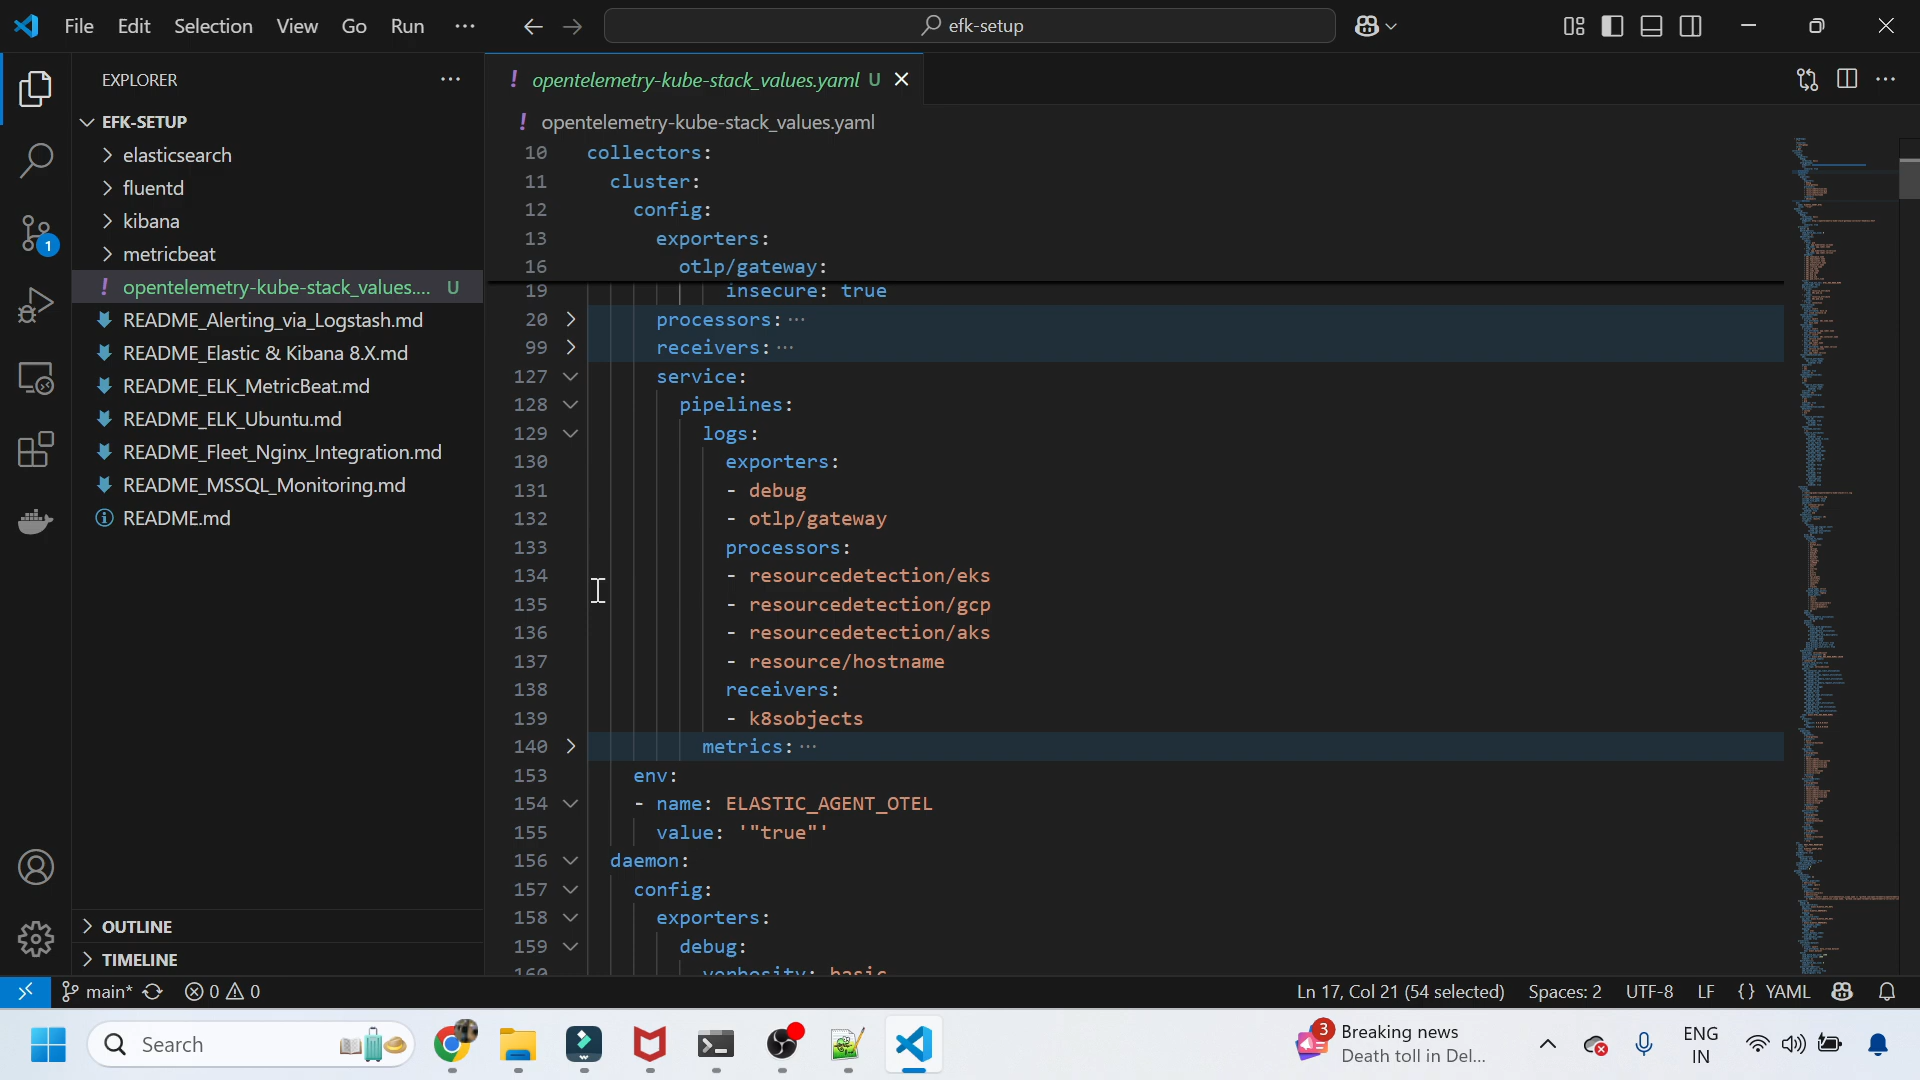 File Edit Selection View Go Run ···
efk-setup
EXPLORER
EFK-SETUP
elasticsearch
fluentd
kibana
metricbeat
! opentelemetry-kube-stack_values.... U
README_Alerting_via_Logstash.md
README_Elastic & Kibana 8.X.md
README_ELK_MetricBeat.md
README_ELK_Ubuntu.md
README_Fleet_Nginx_Integration.md
README_MSSQL_Monitoring.md
README.md
1
OUTLINE
TIMELINE
! opentelemetry-kube-stack_values.yaml U
! opentelemetry-kube-stack_values.yaml
10 collectors:
11 cluster:
12 config:
13 exporters:
16 otlp/gateway:
19 insecure: true
20 processors: ···
99 receivers: ···
127 service:
128 pipelines:
129 logs:
130 exporters:
131 - debug
132 - otlp/gateway
133 processors:
134 - resourcedetection/eks
135 - resourcedetection/gcp
136 - resourcedetection/aks
137 - resource/hostname
138 receivers:
139 - k8sobjects
140 metrics: ···
153 env:
154 - name: ELASTIC_AGENT_OTEL
155 value: '"true"'
156 daemon:
157 config:
158 exporters:
159 debug:
160 verbosity: basic
main* 0 0
Ln 17, Col 21 (54 selected) Spaces: 2 UTF-8 LF {} YAML
Search
3
Breaking news
Death toll in Del...
ENG
IN